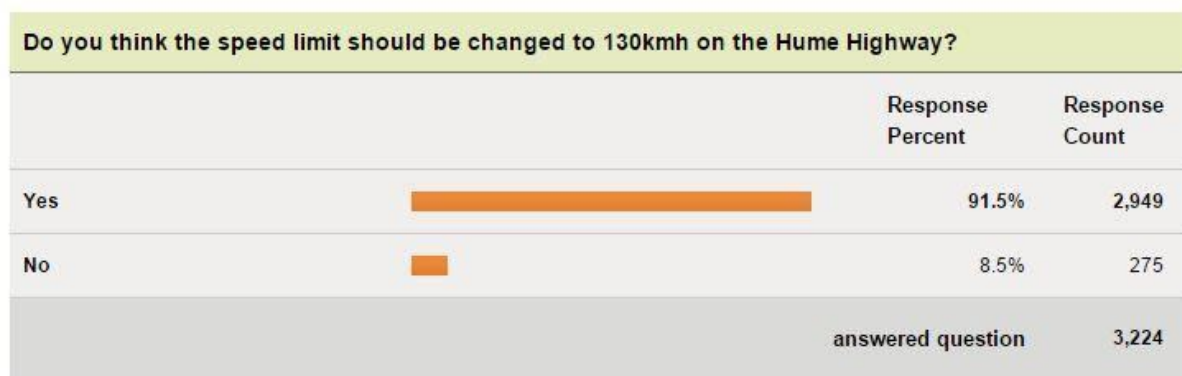 Do you think the speed limit should be changed to 130kmh on the Hume Highway?
Response Percent
Response Count
Yes 91.5% 2,949
No 8.5% 275
answered question 3,224